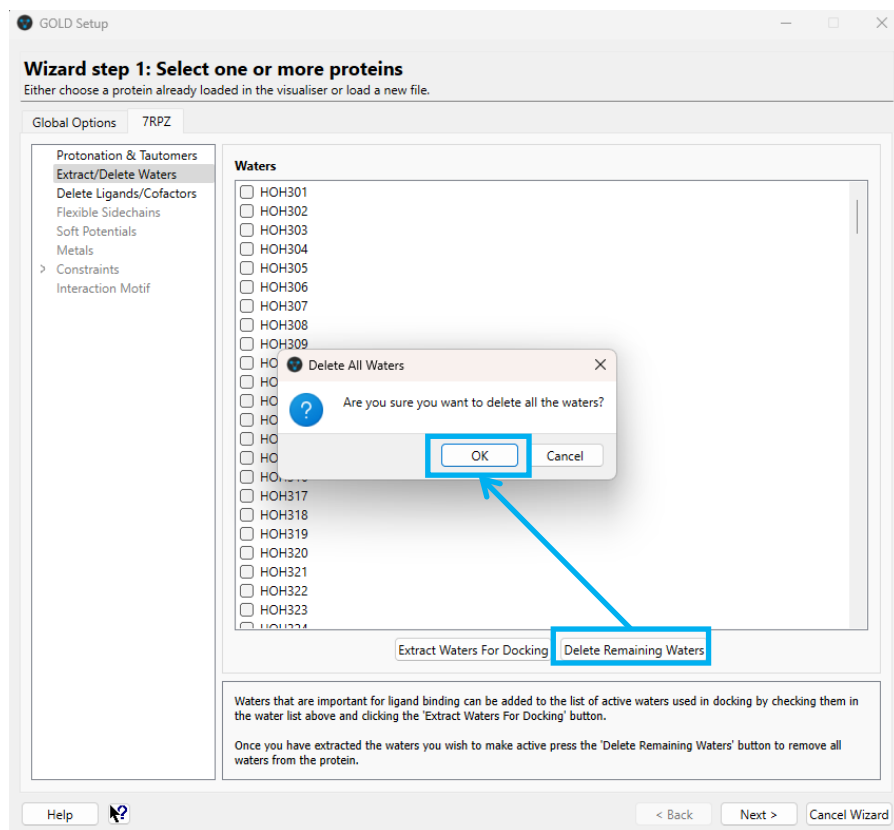 GOLD Setup
Wizard step 1: Select one or more proteins
Either choose a protein already loaded in the visualiser or load a new file.
Global Options
7RPZ
Protonation & Tautomers
Extract/Delete Waters
Delete Ligands/Cofactors
Flexible Sidechains
Soft Potentials
Metals
Constraints
Interaction Motif
Waters
HOH301
HOH302
HOH303
HOH304
HOH305
HOH306
HOH307
HOH308
HOH309
HO
HO
HO
HO
HO
HO
HOH317
HOH318
HOH319
HOH320
HOH321
HOH322
HOH323
Delete All Waters
Are you sure you want to delete all the waters?
OK
Cancel
Extract Waters For Docking
Delete Remaining Waters
Waters that are important for ligand binding can be added to the list of active waters used in docking by checking them in
the water list above and clicking the 'Extract Waters For Docking' button.
Once you have extracted the waters you wish to make active press the 'Delete Remaining Waters' button to remove all
waters from the protein.
Help
< Back
Next >
Cancel Wizard